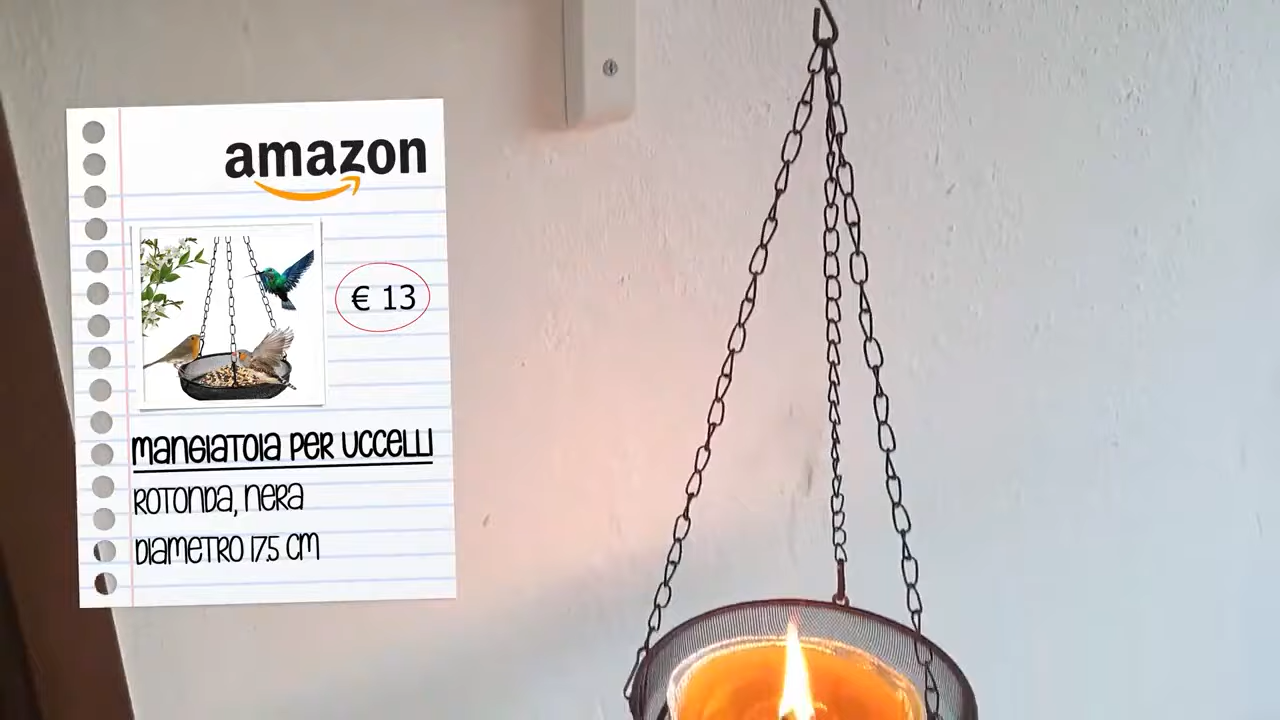 amazon
€ 13
MANGIATOIA PER UCCELLI
ROTONDA, NERA
DIAMETRO 17.5 CM